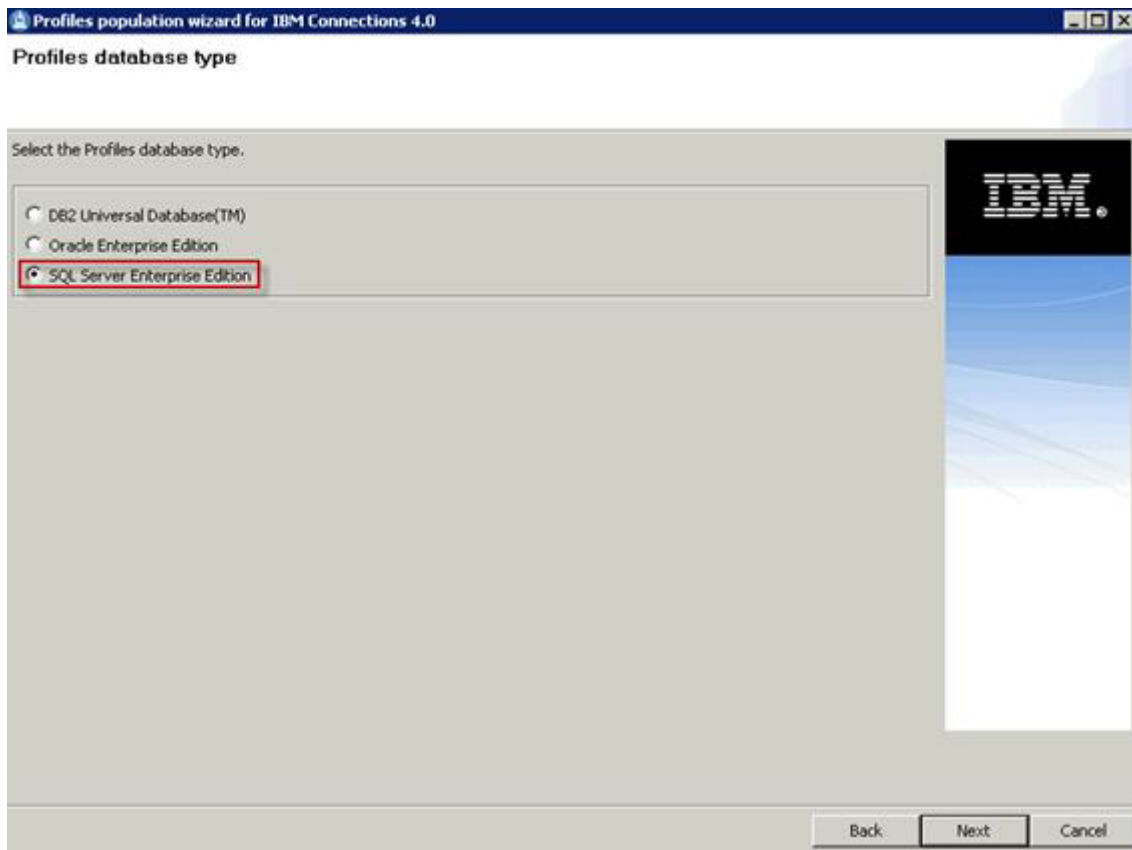 Profiles population wizard for IBM Connections 4.0
Profiles database type
Select the Profiles database type.
IBM.
DB2 Universal Database(TM)
Oracle Enterprise Edition
SQL Server Enterprise Edition
Back Next Cancel